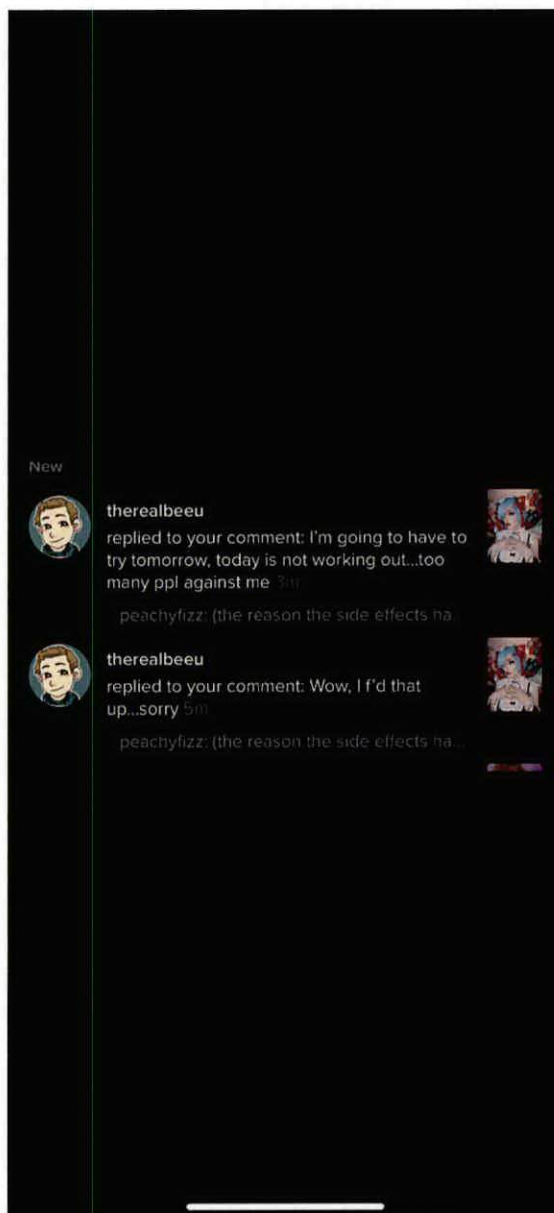 New
therealbeeu
replied to your comment: I'm going to have to
try tomorrow, today is not working out...too
many ppl against me 3m
peachyfizz: (the reason the side effects ha
therealbeeu
replied to your comment: Wow, I f'd that
up...sorry 5m
peachyfizz: (the reason the side effects ha...